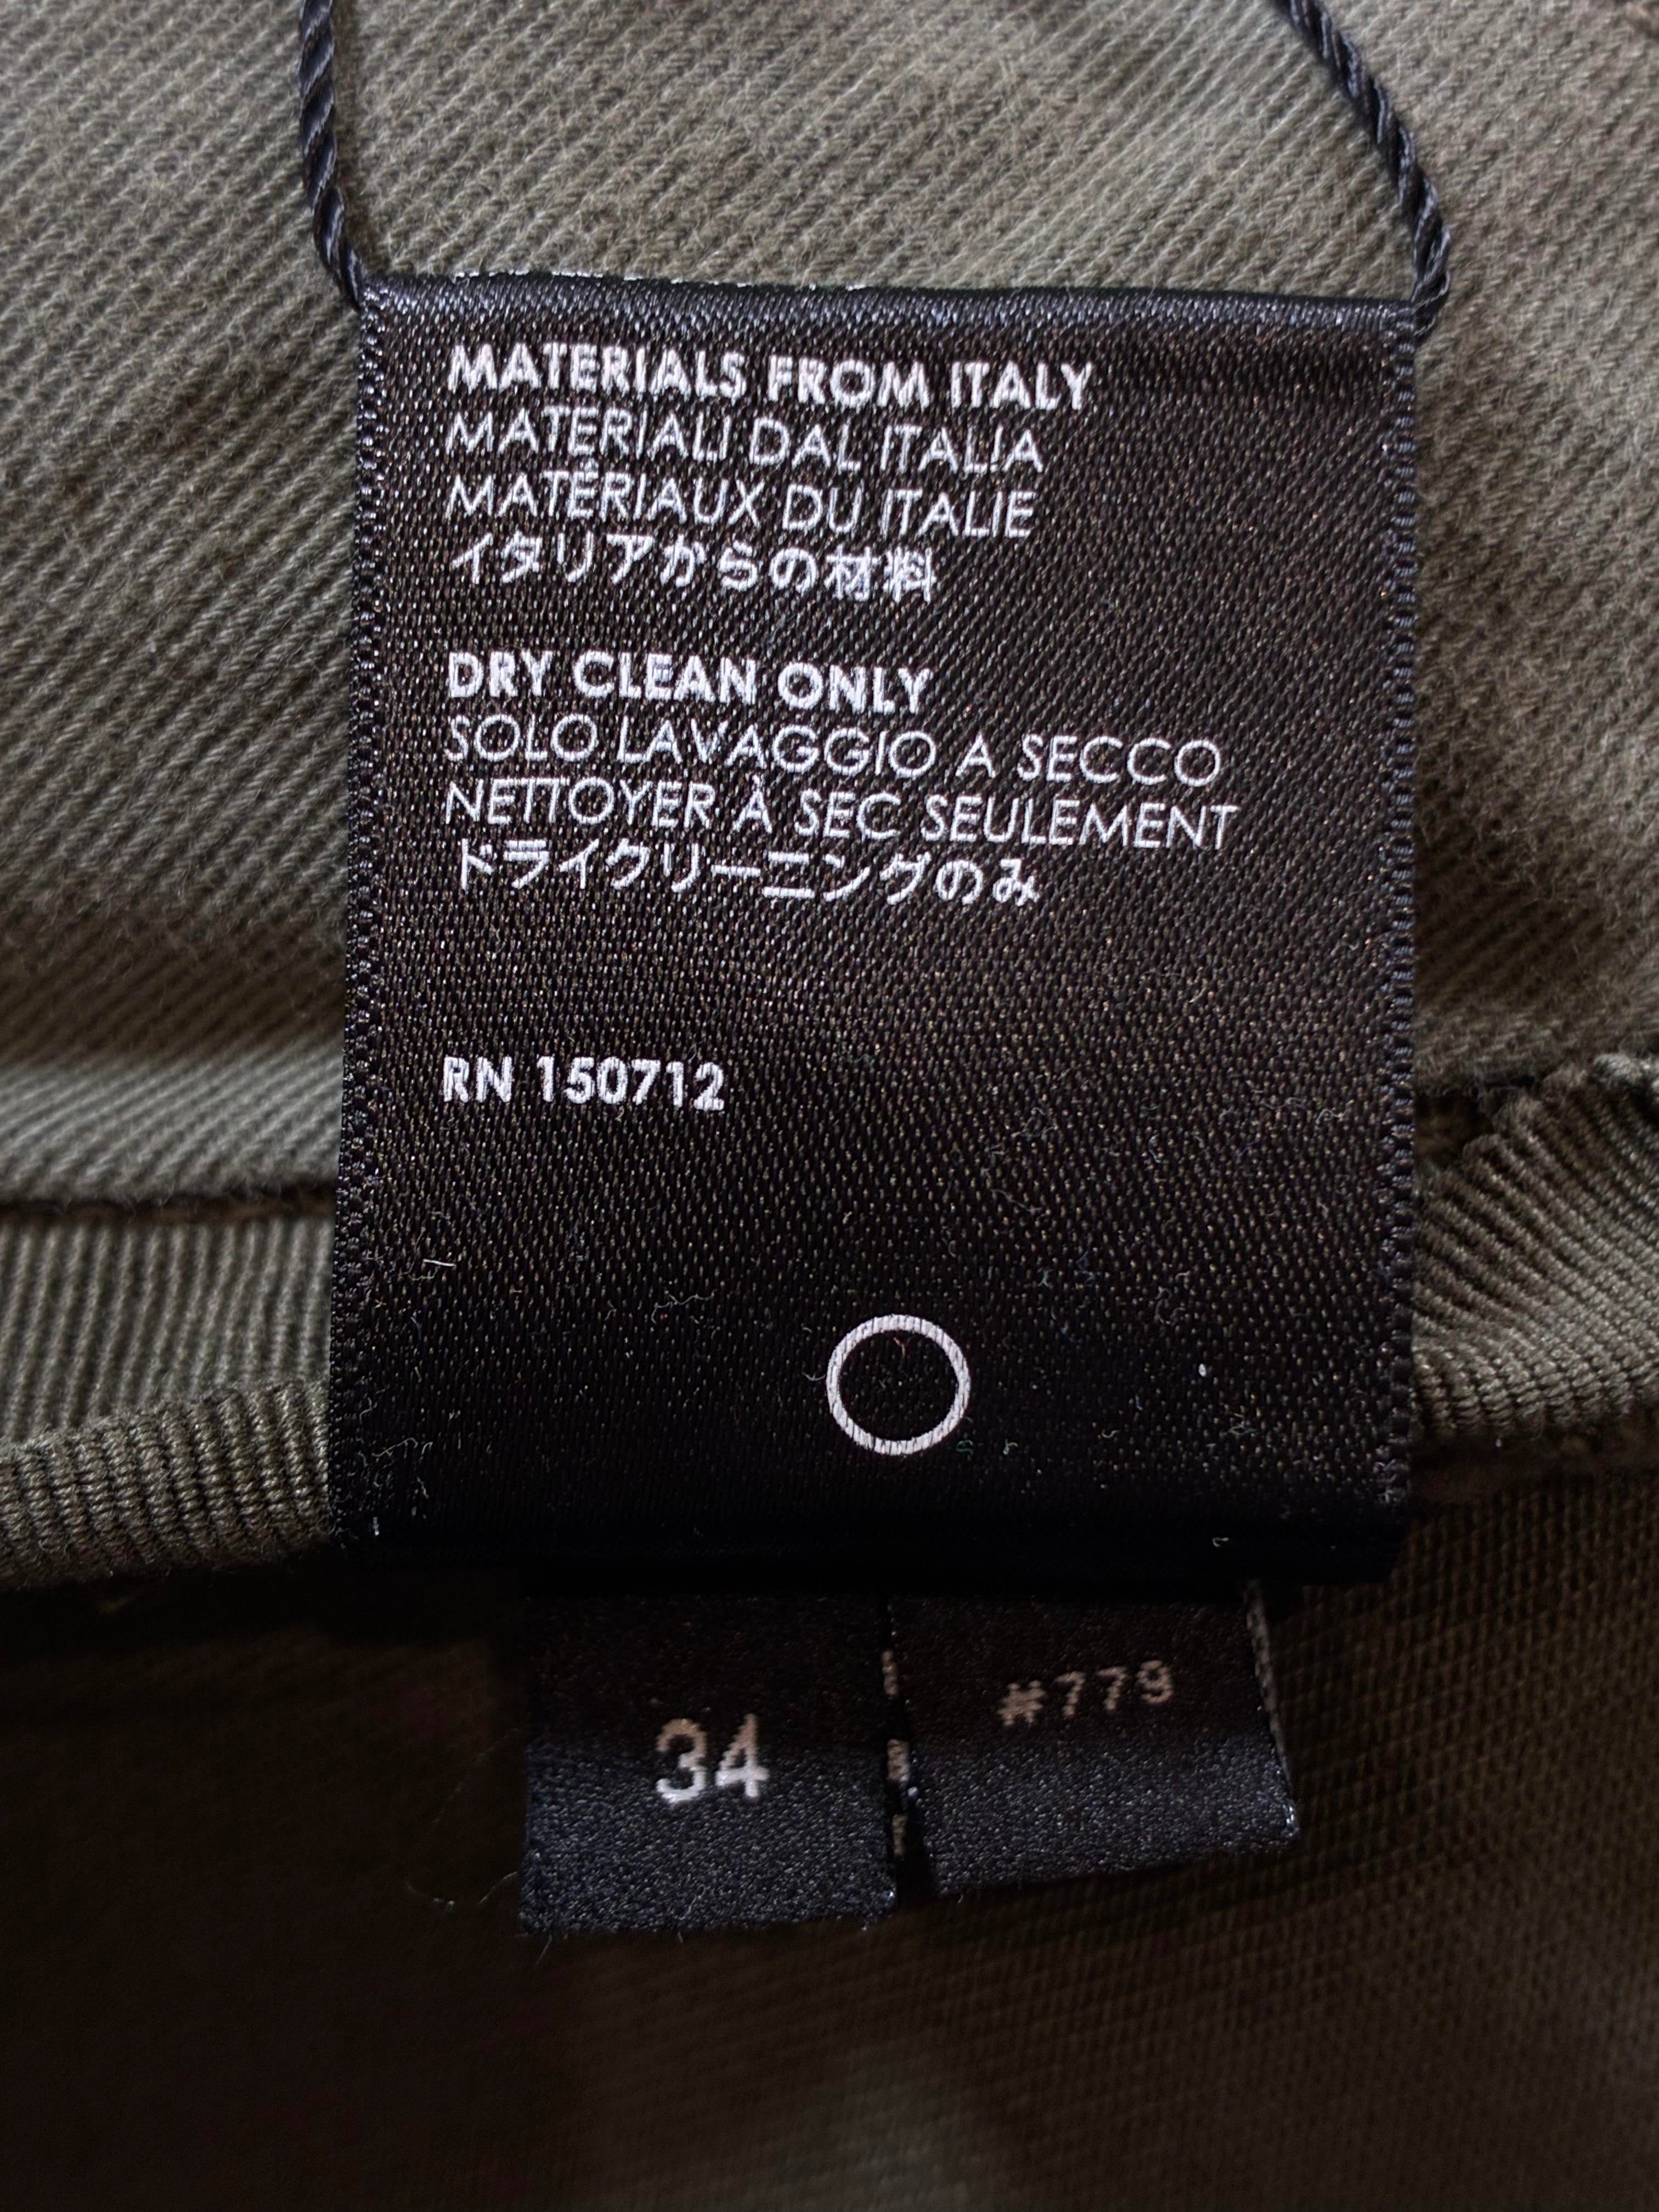 MATERIALS FROM ITALY
MATERIALI DAL ITALIA
MATÉRIAUX DU ITALIE
イタリアからの材料
DRY CLEAN ONLY
SOLO LAVAGGIO A SECCO
NETTOYER À SEC SEULEMENT
ドライクリーニングのみ
RN 150712
34
#779